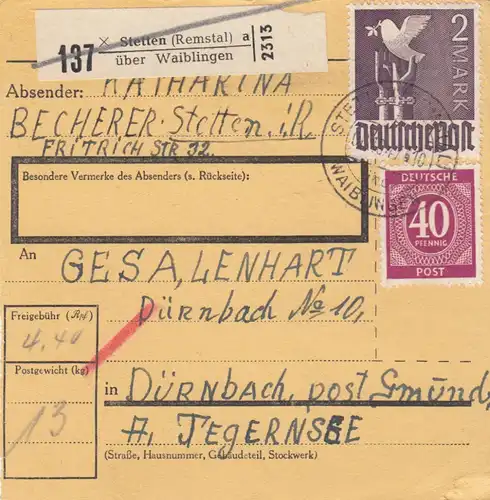 137 × Stetten (Remstal) a
über Waiblingen
2313
2 MARK
Deutsche Post
Absender: KATHARINA
BECHERER. Stetten. i/R
FRITRICH STR 32.
Besondere Vermerke des Absenders (s. Rückseite):
DEUTSCHE
40
PFENNIG
POST
An GESA, LENHART
Dürnbach No 10,
Freigebühr (Rpf)
4,40
Postgewicht (kg)
13
in DÜRNBACH, post Gmünd,
A, TEGERNSEE
(Straße, Hausnummer, Gebäudeteil, Stockwerk)